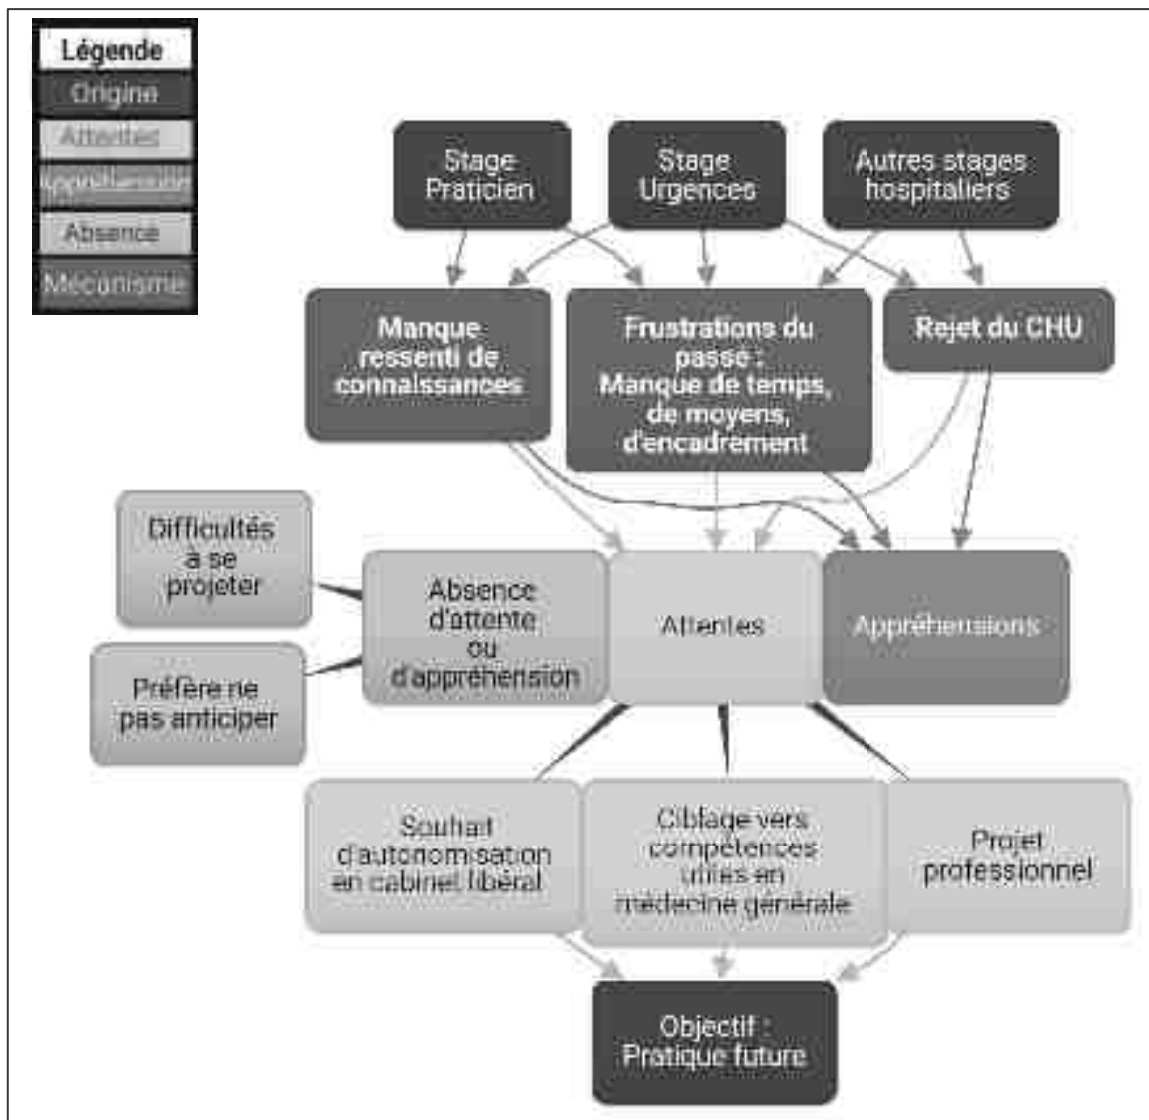 Légende
Origine
Attentes
Appréhension
Absence
Mécanisme
Stage
Praticien
Stage
Urgences
Autres stages
hospitaliers
Manque
ressenti de
connaissances
Frustrations du
passé :
Manque de temps,
de moyens,
d'encadrement
Rejet du CHU
Difficultés
à se
projeter
Préfère ne
pas anticiper
Absence
d'attente
ou
d'appréhension
Attentes
Appréhensions
Souhait
d'autonomisation
en cabinet libéral
Ciblage vers
compétences
utiles en
médecine générale
Projet
professionnel
Objectif :
Pratique future